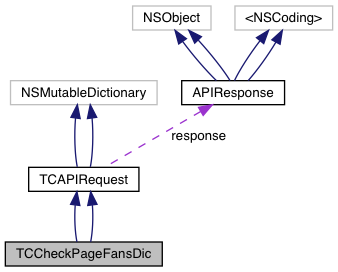 NSObject
<NSCoding>
NSMutableDictionary
APIResponse
response
TCAPIRequest
TCCheckPageFansDic